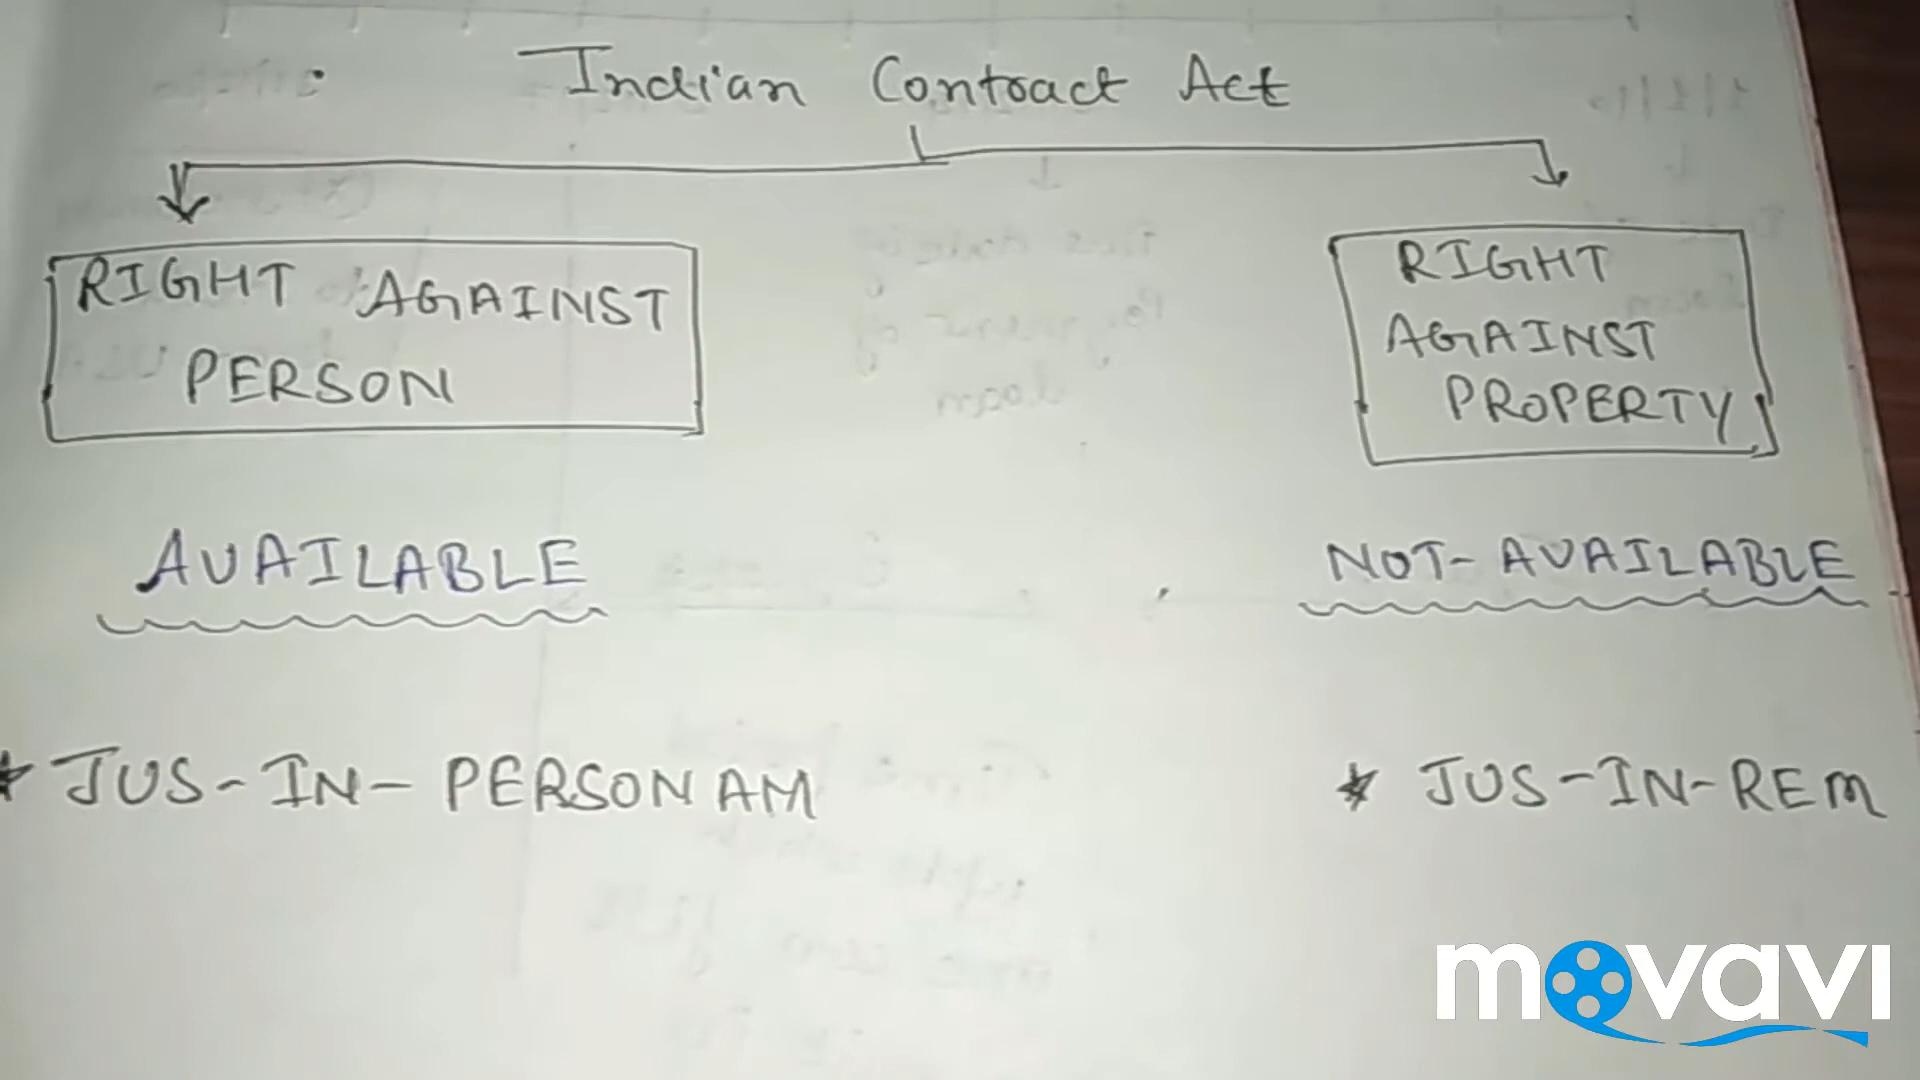 Indian Contract Act
RIGHT AGAINST
PERSON
RIGHT
AGAINST
PROPERTY
AVAILABLE
NOT-AVAILABLE
* JUS-IN-PERSONAM
* JUS-IN-REM
movavi